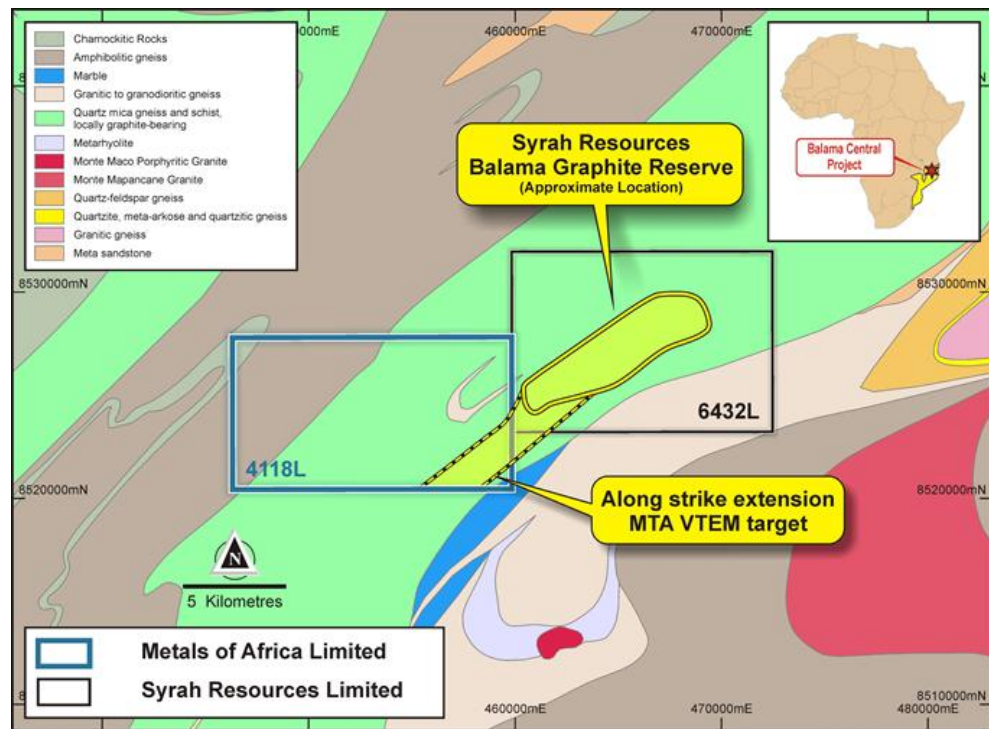 Charnockitic Rocks
Amphibolitic gneiss
Marble
Granitic to granodioritic gneiss
Quartz mica gneiss and schist,
locally graphite-bearing
Metarhyolite
Monte Maco Porphyritic Granite
Monte Mapancane Granite
Quartz-feldspar gneiss
Quartzite, meta-arkose and quartzitic gneiss
Granitic gneiss
Meta sandstone
460000mE
470000mE
Balama Central
Project
Syrah Resources
Balama Graphite Reserve
(Approximate Location)
8530000mN
8530000mN
6432L
4118L
8520000mN
8520000mN
Along strike extension
MTA VTEM target
N
5 Kilometres
Metals of Africa Limited
Syrah Resources Limited
8510000mN
460000mE
470000mE
480000mE